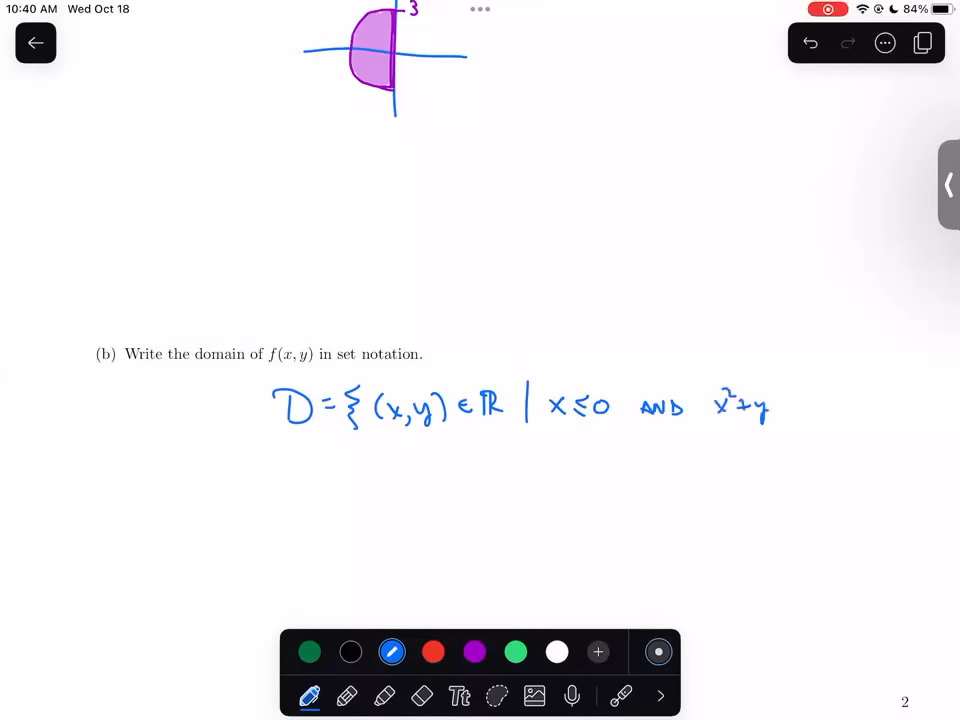 10:40 AM Wed Oct 18
84%
3
(b) Write the domain of f(x, y) in set notation.
D = { (x,y) ∈ ℝ | x ≤ 0 AND x² + y
Tt
2